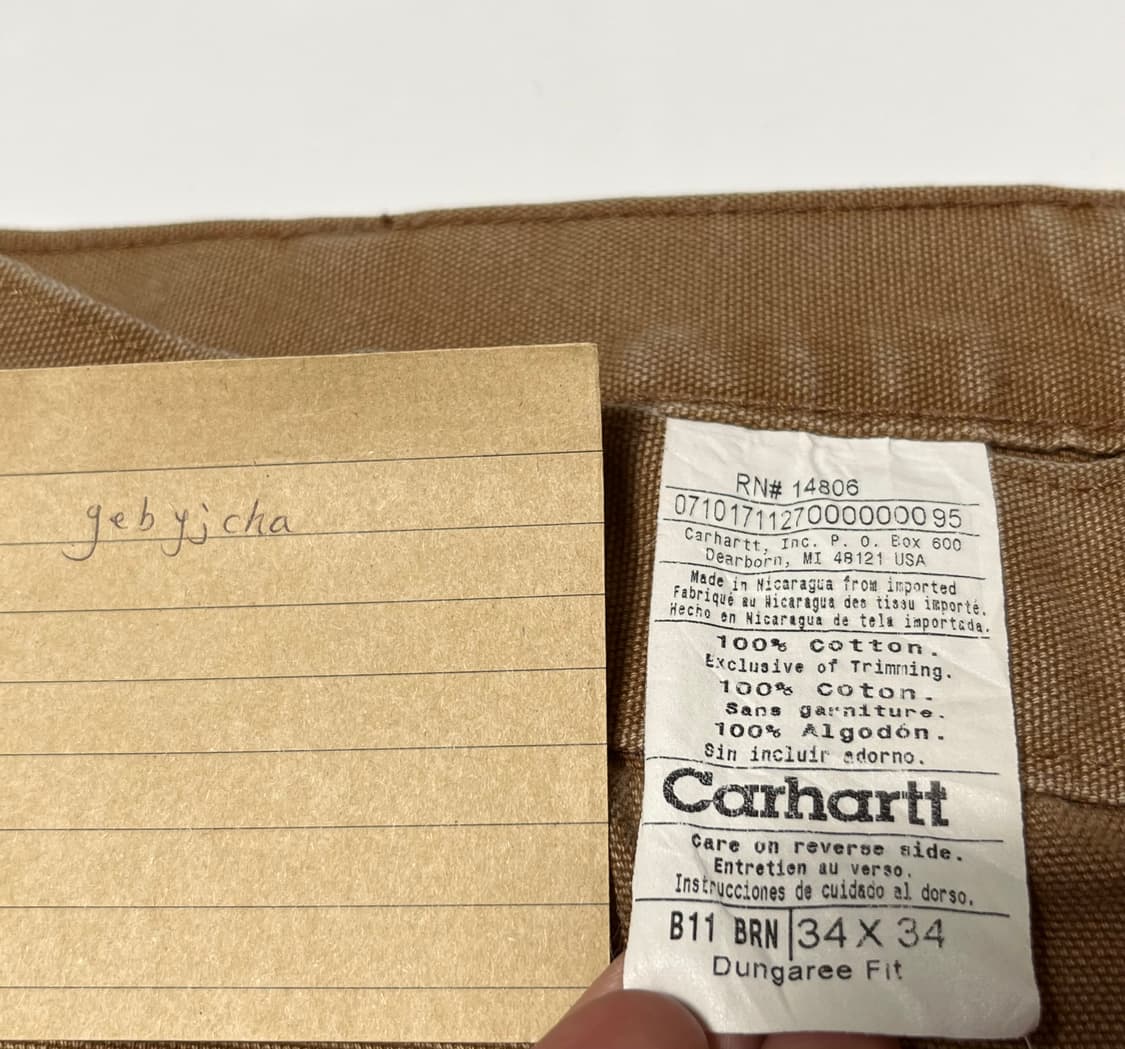 gebyjcha
RN# 14806
07101711270000000095
Carhartt, Inc. P. O. Box 600
Dearborn, MI 48121 USA
Made in Nicaragua from imported
Fabriqué au Nicaragua des tissu importé.
Hecho en Nicaragua de tela importada.
100% Cotton.
Exclusive of Trimming.
100% Coton.
Sans garniture.
100% Algodón.
Sin incluir adorno.
Carhartt
Care on reverse side.
Entretien au verso.
Instrucciones de cuidado al dorso.
B11 BRN 34 X 34
Dungaree Fit